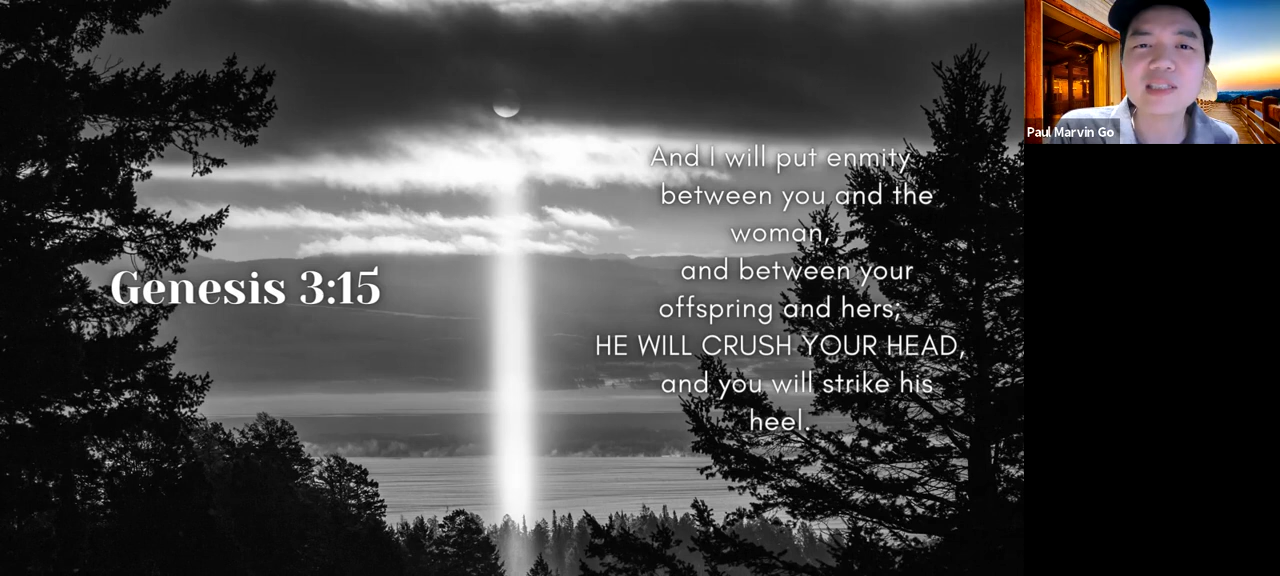 Genesis 3:15
And I will put enmity
between you and the
woman,
and between your
offspring and hers;
HE WILL CRUSH YOUR HEAD,
and you will strike his
heel.
Paul Marvin Go